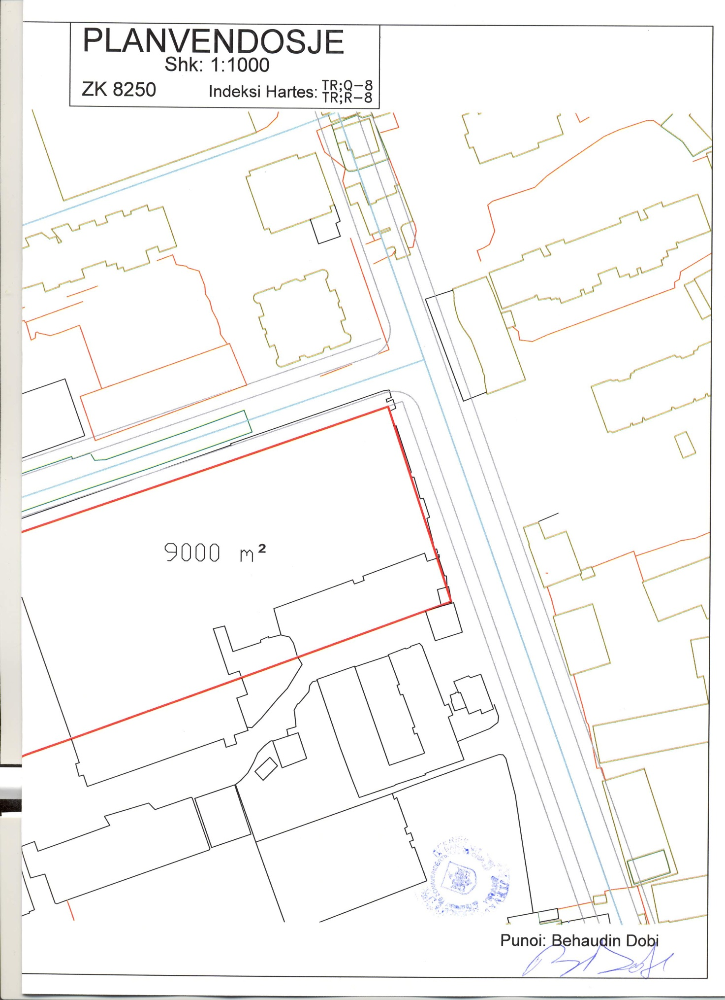 PLANVENDOSJE
Shk: 1:1000
ZK 8250 Indeksi Hartes: TR;Q-8
TR;R-8
9000 m²
Punoi: Behaudin Dobi